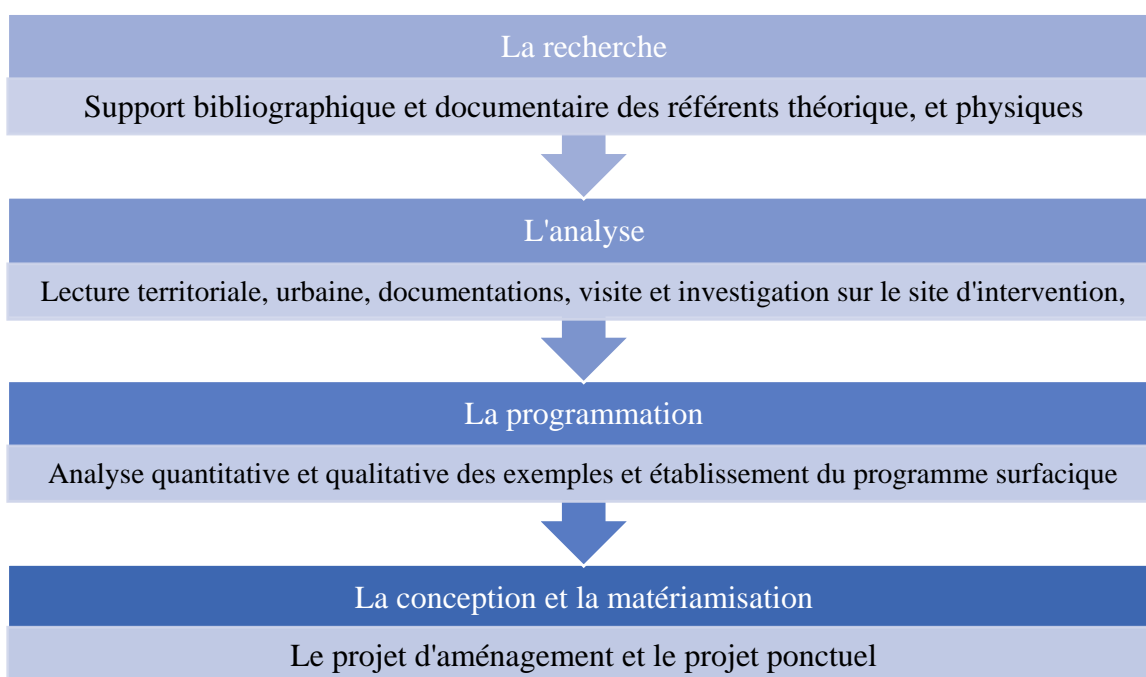 La recherche
Support bibliographique et documentaire des référents théorique, et physiques
L'analyse
Lecture territoriale, urbaine, documentations, visite et investigation sur le site d'intervention,
La programmation
Analyse quantitative et qualitative des exemples et établissement du programme surfacique
La conception et la matériamisation
Le projet d'aménagement et le projet ponctuel